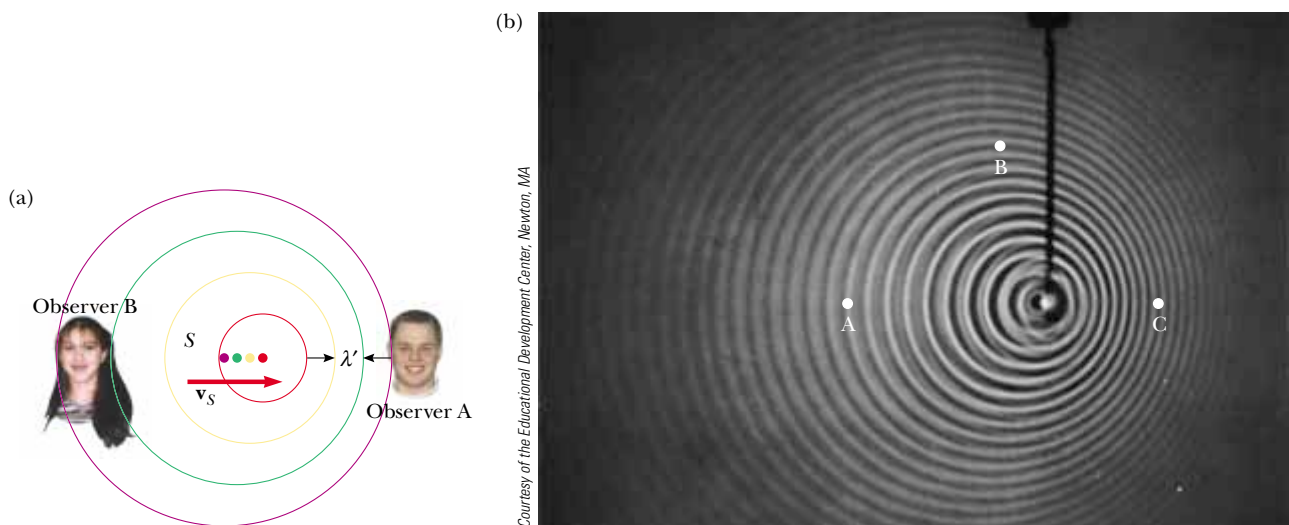 (a)
Observer B
S
v_S
λ′
Observer A
Courtesy of the Educational Development Center, Newton, MA
(b)
B
A
C